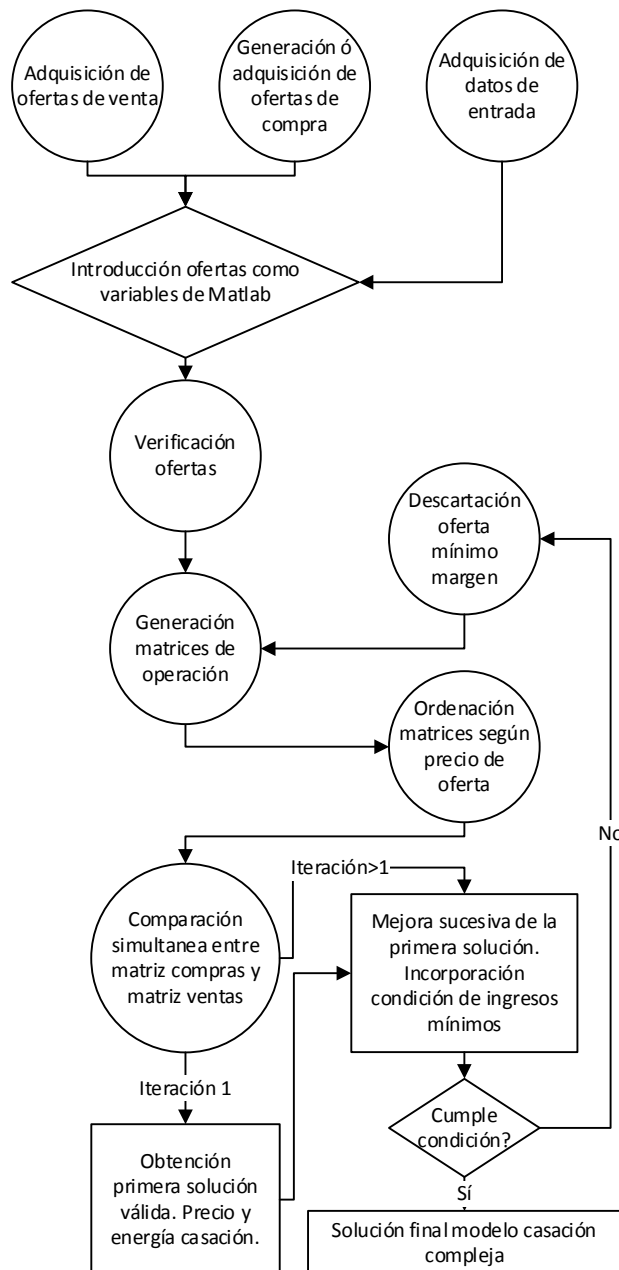 Adquisición de
ofertas de venta
Generación ó
adquisición de
ofertas de
compra
Adquisición de
datos de
entrada
Introducción ofertas como
variables de Matlab
Verificación
ofertas
Descartación
oferta
mínimo
margen
Generación
matrices de
operación
Ordenación
matrices según
precio de
oferta
No
Iteración>1
Comparación
simultanea entre
matriz compras y
matriz ventas
Mejora sucesiva de la
primera solución.
Incorporación
condición de ingresos
mínimos
Iteración 1
Cumple
condición?
Obtención
primera solución
válida. Precio y
energía casación.
Sí
Solución final modelo casación
compleja